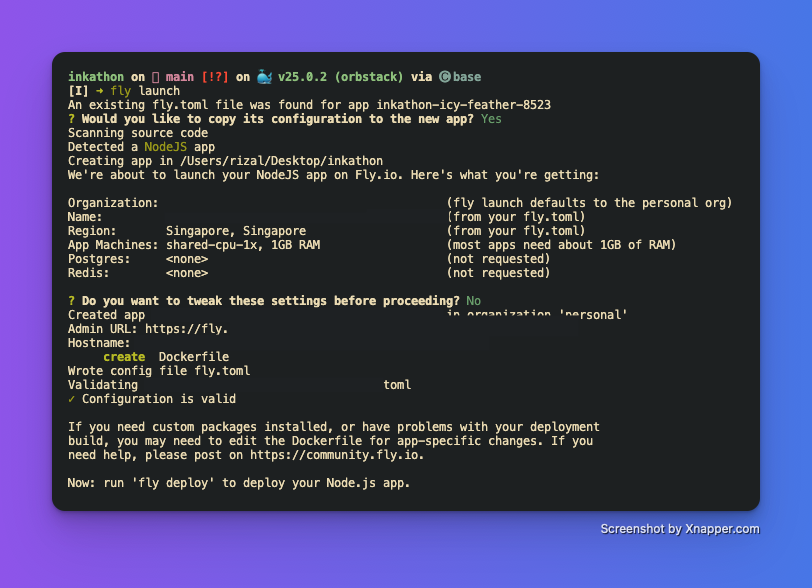 inkathon on main [!?] on 🐳 v25.0.2 (orbstack) via Ⓒ base
[I] ➜ fly launch
An existing fly.toml file was found for app inkathon-icy-feather-8523
? Would you like to copy its configuration to the new app? Yes
Scanning source code
Detected a NodeJS app
Creating app in /Users/rizal/Desktop/inkathon
We're about to launch your NodeJS app on Fly.io. Here's what you're getting:
Organization: (fly launch defaults to the personal org)
Name: (from your fly.toml)
Region: Singapore, Singapore (from your fly.toml)
App Machines: shared-cpu-1x, 1GB RAM (most apps need about 1GB of RAM)
Postgres: <none> (not requested)
Redis: <none> (not requested)
? Do you want to tweak these settings before proceeding? No
Created app in organization 'personal'
Admin URL: https://fly.
Hostname:
create Dockerfile
Wrote config file fly.toml
Validating toml
✓ Configuration is valid
If you need custom packages installed, or have problems with your deployment
build, you may need to edit the Dockerfile for app-specific changes. If you
need help, please post on https://community.fly.io.
Now: run 'fly deploy' to deploy your Node.js app.
Screenshot by Xnapper.com